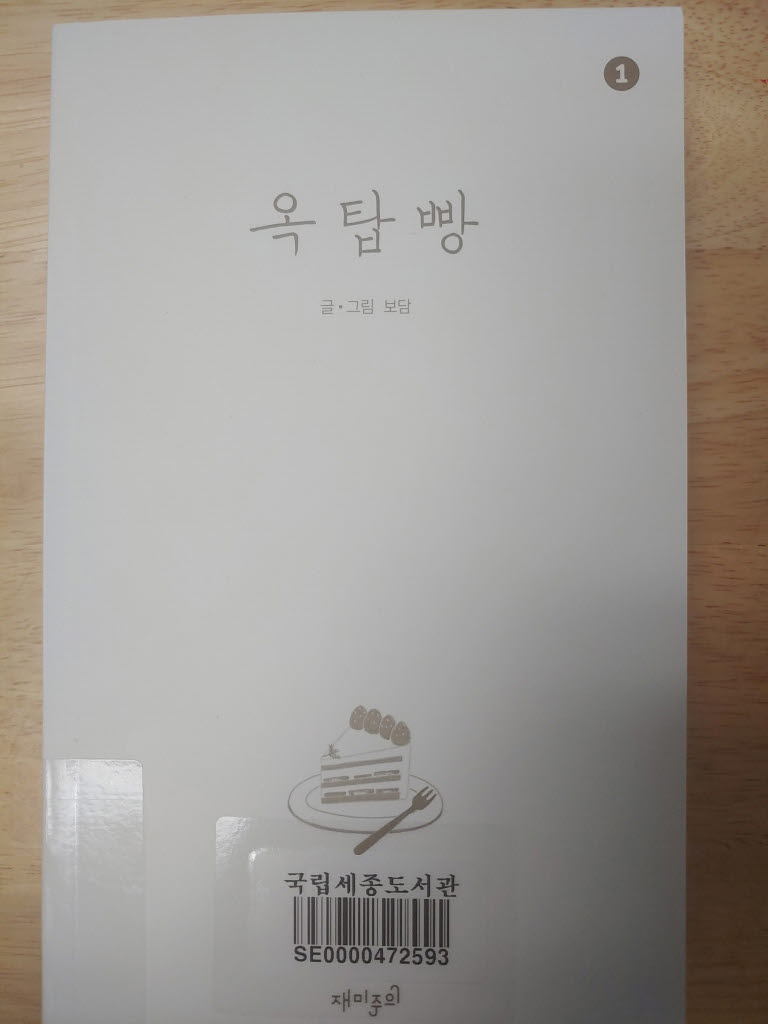 1
옥탑빵
글·그림 보담
국립세종도서관
SE0000472593
재미주의